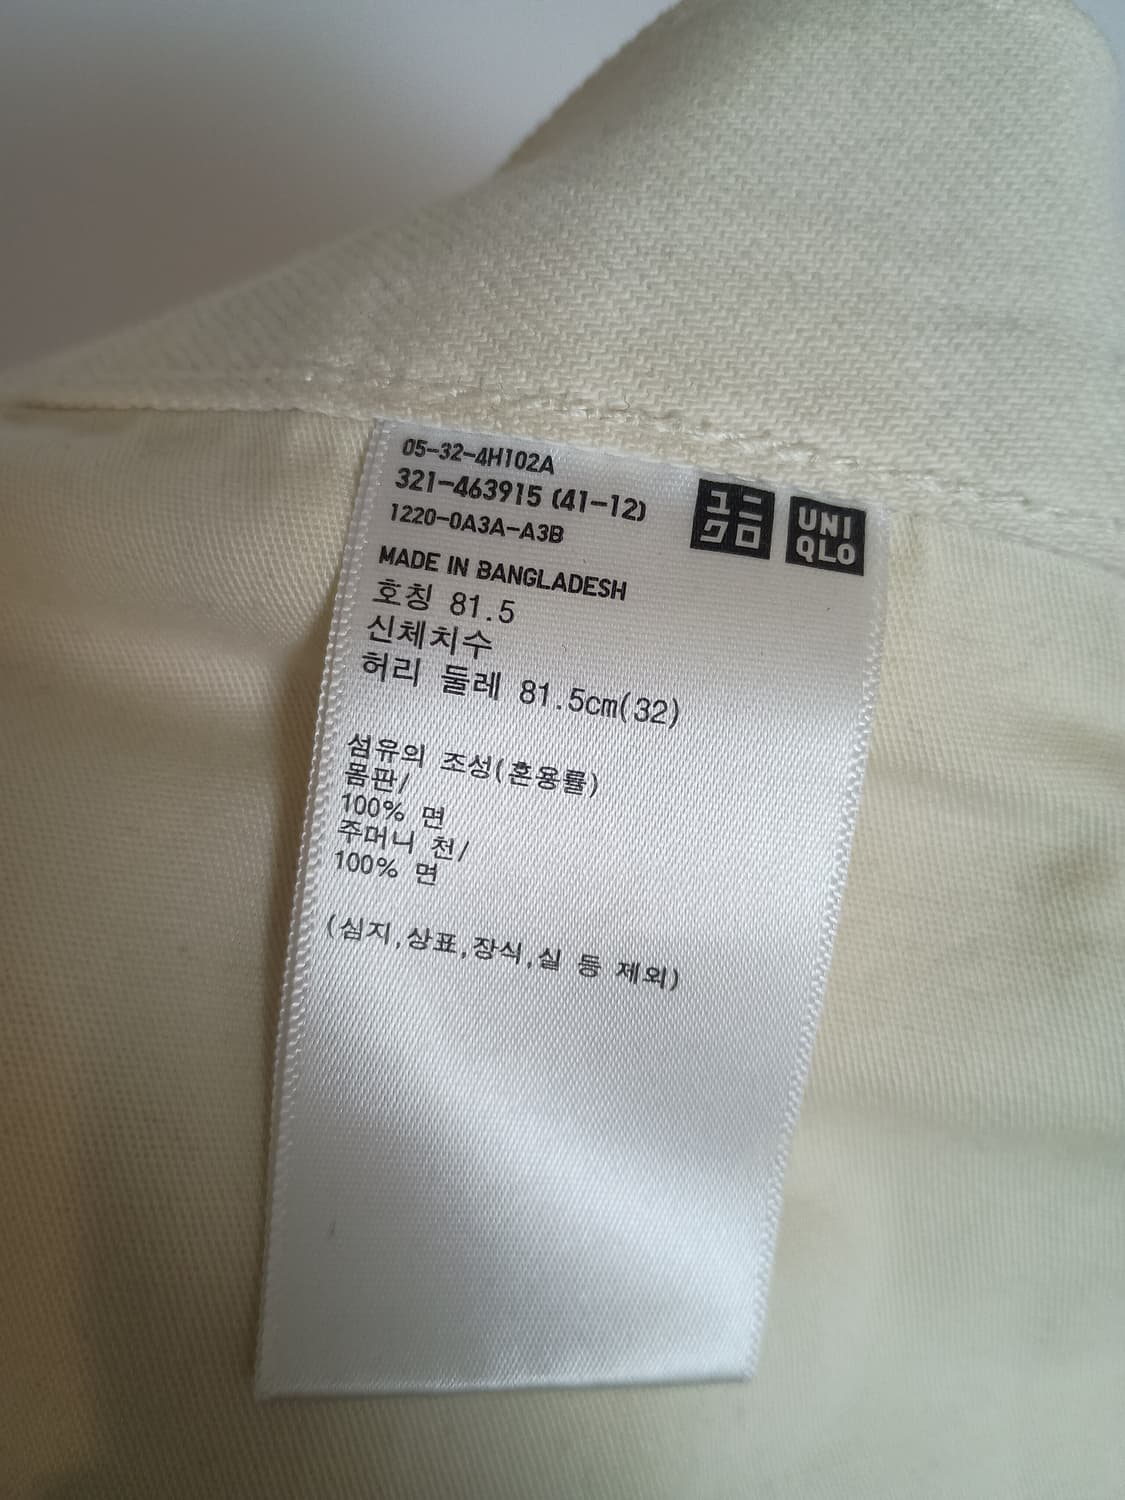 05-32-4H102A
321-463915 (41-12)
1220-0A3A-A3B
ユニ
クロ
UNI
QLO
MADE IN BANGLADESH
호칭 81.5
신체치수
허리 둘레 81.5cm(32)
섬유의 조성(혼용률)
몸판/
100% 면
주머니 천/
100% 면
(심지,상표,장식,실 등 제외)